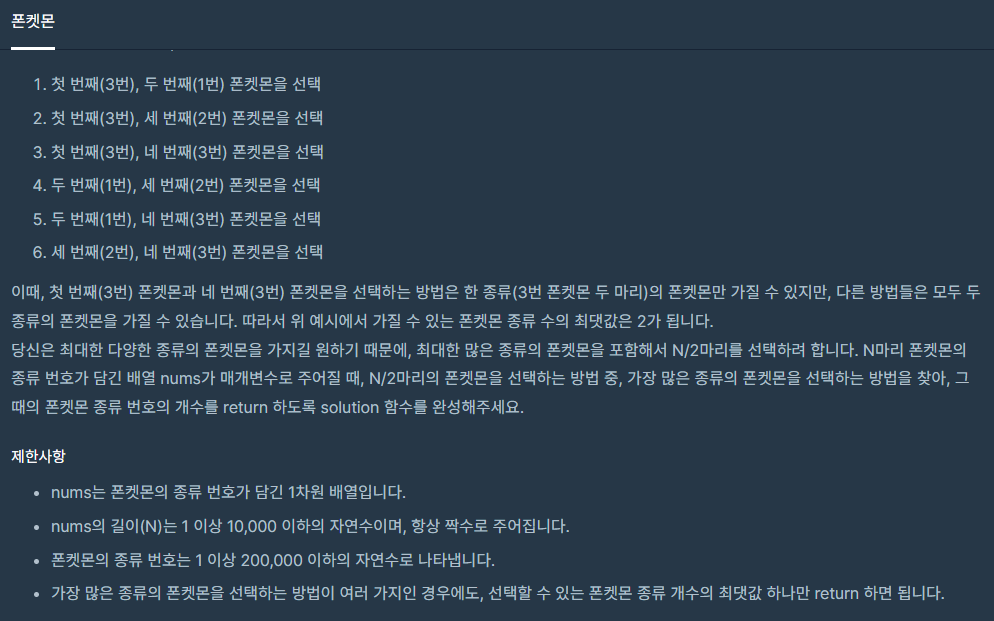 폰켓몬
1. 첫 번째(3번), 두 번째(1번) 폰켓몬을 선택
2. 첫 번째(3번), 세 번째(2번) 폰켓몬을 선택
3. 첫 번째(3번), 네 번째(3번) 폰켓몬을 선택
4. 두 번째(1번), 세 번째(2번) 폰켓몬을 선택
5. 두 번째(1번), 네 번째(3번) 폰켓몬을 선택
6. 세 번째(2번), 네 번째(3번) 폰켓몬을 선택
이때, 첫 번째(3번) 폰켓몬과 네 번째(3번) 폰켓몬을 선택하는 방법은 한 종류(3번 폰켓몬 두 마리)의 폰켓몬만 가질 수 있지만, 다른 방법들은 모두 두
종류의 폰켓몬을 가질 수 있습니다. 따라서 위 예시에서 가질 수 있는 폰켓몬 종류 수의 최댓값은 2가 됩니다.
당신은 최대한 다양한 종류의 폰켓몬을 가지길 원하기 때문에, 최대한 많은 종류의 폰켓몬을 포함해서 N/2마리를 선택하려 합니다. N마리 폰켓몬의
종류 번호가 담긴 배열 nums가 매개변수로 주어질 때, N/2마리의 폰켓몬을 선택하는 방법 중, 가장 많은 종류의 폰켓몬을 선택하는 방법을 찾아, 그
때의 폰켓몬 종류 번호의 개수를 return 하도록 solution 함수를 완성해주세요.
제한사항
• nums는 폰켓몬의 종류 번호가 담긴 1차원 배열입니다.
• nums의 길이(N)는 1 이상 10,000 이하의 자연수이며, 항상 짝수로 주어집니다.
• 폰켓몬의 종류 번호는 1 이상 200,000 이하의 자연수로 나타냅니다.
• 가장 많은 종류의 폰켓몬을 선택하는 방법이 여러 가지인 경우에도, 선택할 수 있는 폰켓몬 종류 개수의 최댓값 하나만 return 하면 됩니다.